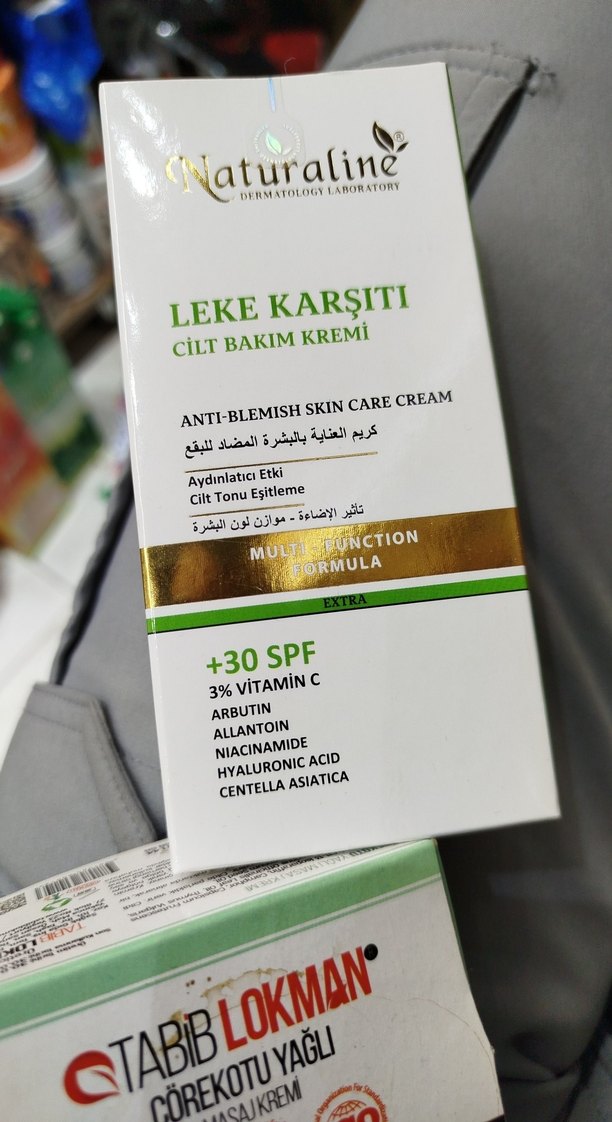 Naturaline®
DERMATOLOGY LABORATORY
LEKE KARŞITI
CİLT BAKIM KREMİ
ANTI-BLEMISH SKIN CARE CREAM
كريم العناية بالبشرة المضاد للبقع
Aydınlatıcı Etki
Cilt Tonu Eşitleme
تأثير الإضاءة - موازن لون البشرة
MULTI - FUNCTION
FORMULA
EXTRA
+30 SPF
3% VİTAMİN C
ARBUTIN
ALLANTOIN
NIACINAMIDE
HYALURONIC ACID
CENTELLA ASIATICA
TABİB LOKMAN
ÇÖREKOTU YAĞLI
MASAJ KREMİ